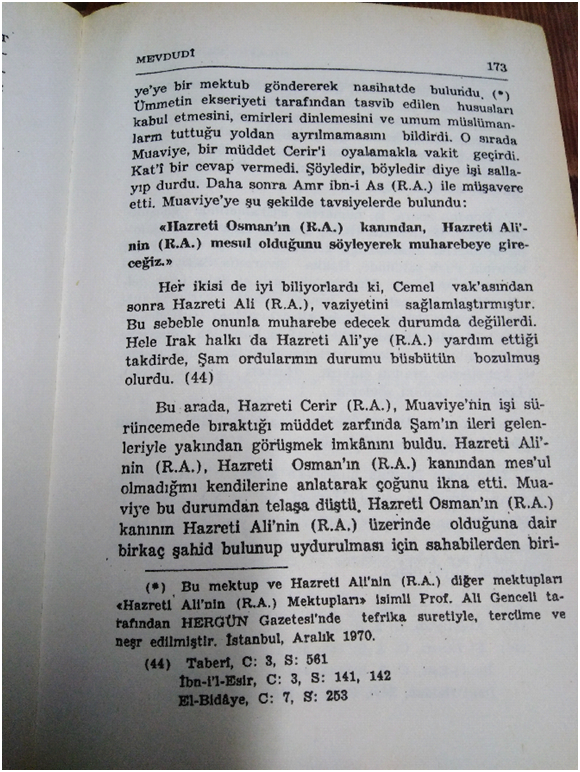 MEVDUDÎ
173
ye'ye bir mektub göndererek nasihatde bulundu. (*)
Ümmetin ekseriyeti tarafından tasvib edilen hususları
kabul etmesini, emirleri dinlemesini ve umum müslüman-
ların tuttuğu yoldan ayrılmamasını bildirdi. O sırada
Muaviye, bir müddet Cerir'i oyalamakla vakit geçirdi.
Kat'î bir cevap vermedi. Şöyledir, böyledir diye işi salla-
yıp durdu. Daha sonra Amr ibn-i As (R.A.) ile müşavere
etti. Muaviye'ye şu şekilde tavsiyelerde bulundu:
«Hazreti Osman'ın (R.A.) kanından, Hazreti Ali'-
nin (R.A.) mesul olduğunu söyleyerek muharebeye gire-
ceğiz.»
Her ikisi de iyi biliyorlardı ki, Cemel vak'asından
sonra Hazreti Ali (R.A.), vaziyetini sağlamlaştırmıştır.
Bu sebeble onunla muharebe edecek durumda değillerdi.
Hele Irak halkı da Hazreti Ali'ye (R.A.) yardım ettiği
takdirde, Şam ordularının durumu büsbütün bozulmuş
olurdu. (44)
Bu arada, Hazreti Cerir (R.A.), Muaviye'nin işi sü-
rüncemede bıraktığı müddet zarfında Şam'ın ileri gelen-
leriyle yakından görüşmek imkânını buldu. Hazreti Ali'-
nin (R.A.), Hazreti Osman'ın (R.A.) kanından mes'ul
olmadığını kendilerine anlatarak çoğunu ikna etti. Mua-
viye bu durumdan telaşa düştü. Hazreti Osman'ın (R.A.)
kanının Hazreti Ali'nin (R.A.) üzerinde olduğuna dair
birkaç şahid bulunup uydurulması için sahabilerden biri-
(*) Bu mektup ve Hazreti Ali'nin (R.A.) diğer mektupları
«Hazreti Ali'nin (R.A.) Mektupları» isimli Prof. Ali Genceli ta-
rafından HERGÜN Gazetesi'nde tefrika suretiyle, tercüme ve
neşr edilmiştir. İstanbul, Aralık 1970.
(44) Taberî, C: 3, S: 561
İbn-i'l-Esir, C: 3, S: 141, 142
El-Bidâye, C: 7, S: 253